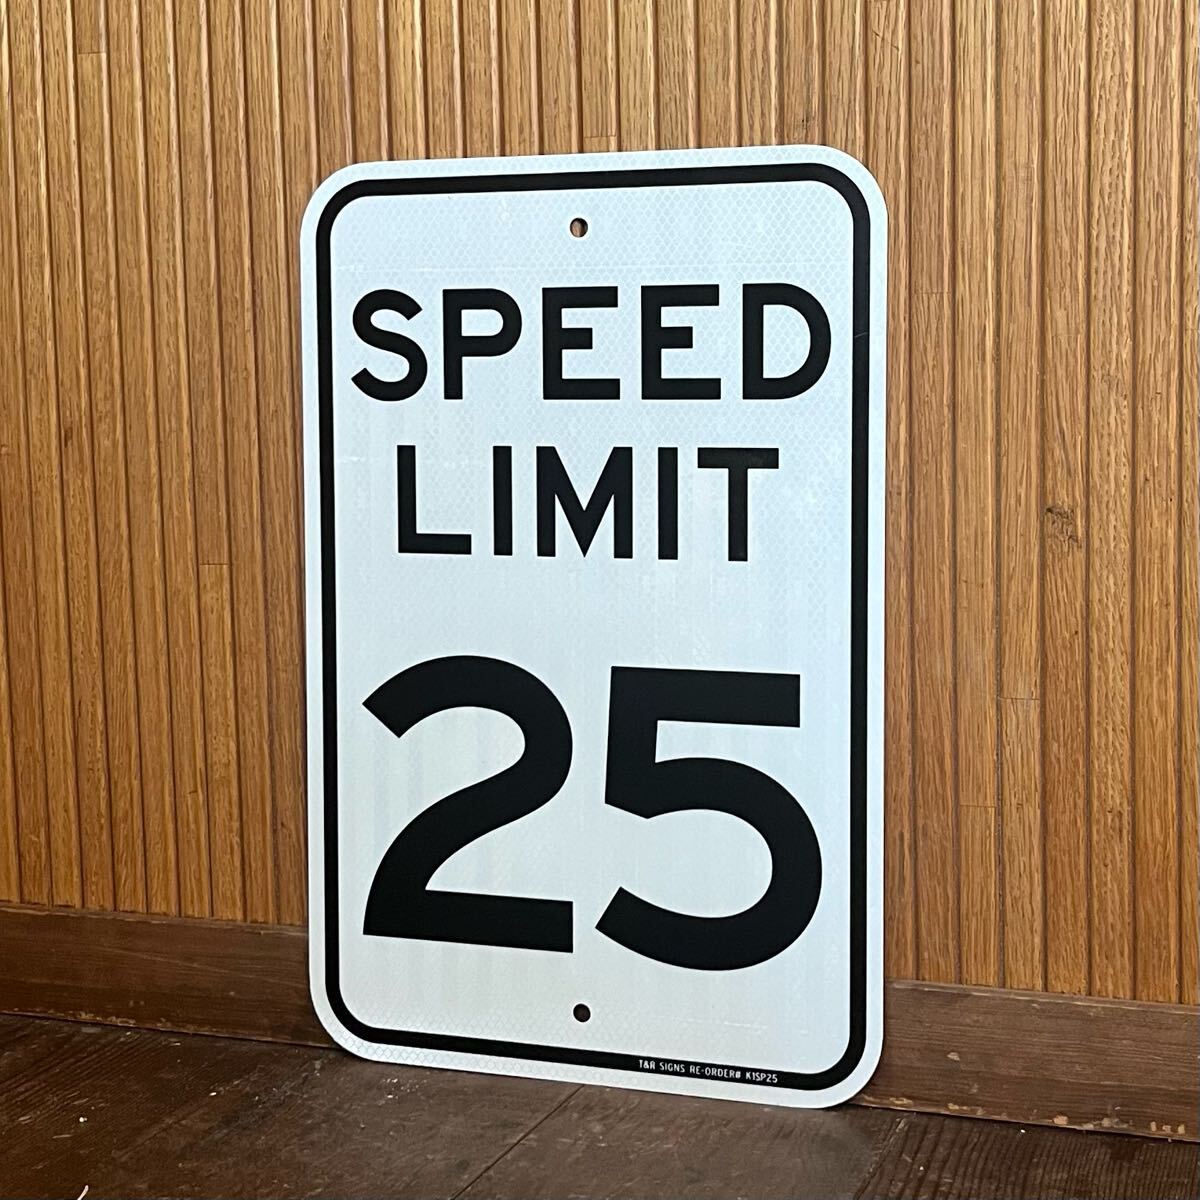 SPEED
LIMIT
25
T&R SIGNS RE-ORDER# K1SP25